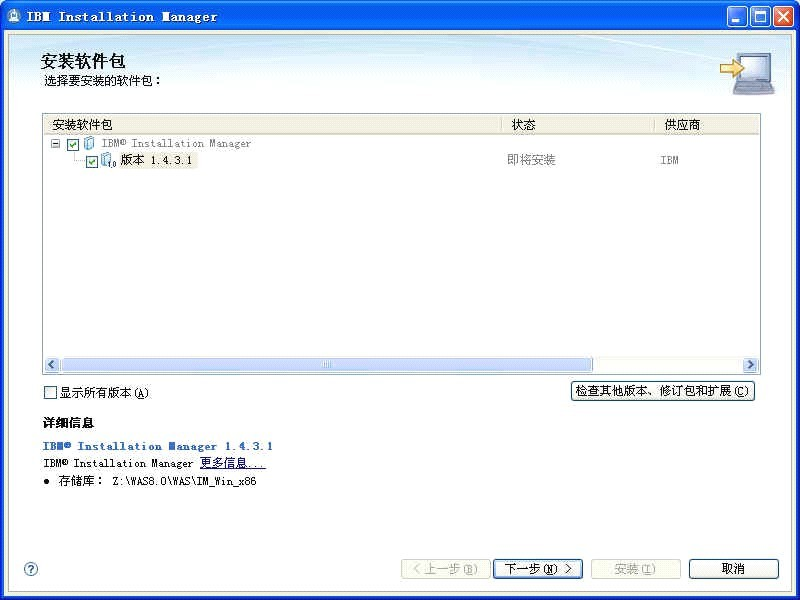 IBM Installation Manager
安装软件包
选择要安装的软件包：
安装软件包 状态 供应商
IBM® Installation Manager
版本 1.4.3.1 即将安装 IBM
显示所有版本(A) 检查其他版本、修订包和扩展(C)
详细信息
IBM® Installation Manager 1.4.3.1
IBM® Installation Manager 更多信息...
● 存储库： Z:\WAS8.0\WAS\IM_Win_x86
< 上一步(B) 下一步(N) > 安装(I) 取消